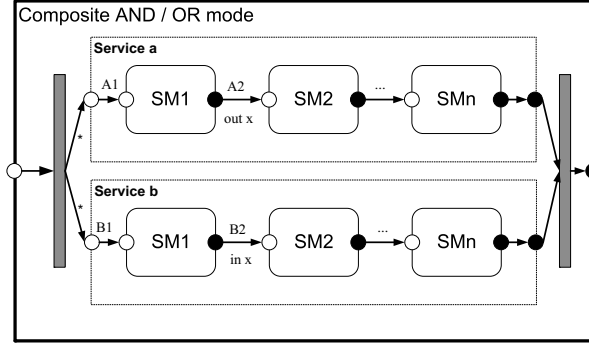 Composite AND / OR mode
Service a
A1
SM1
A2
out x
SM2
...
SMn
*
*
Service b
B1
SM1
B2
in x
SM2
...
SMn